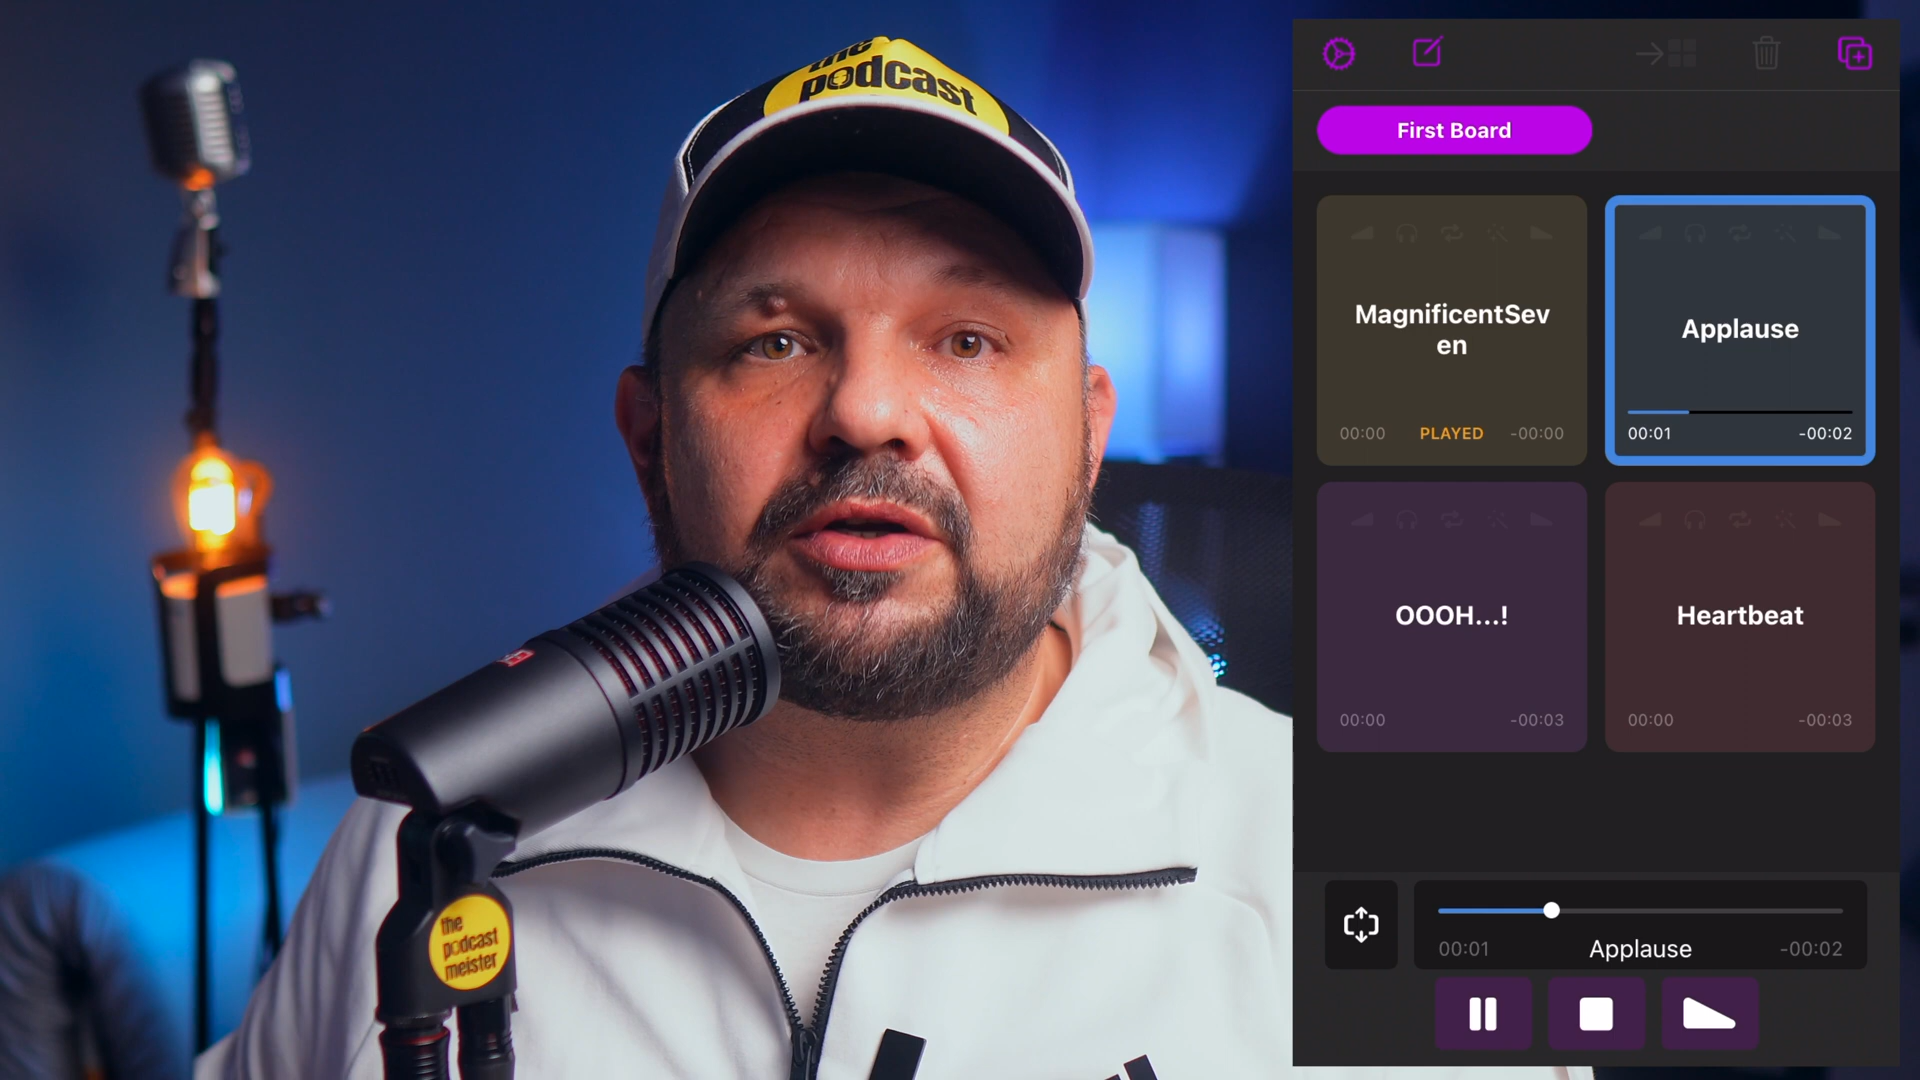 the
podcast
the
podcast
meister
First Board
MagnificentSev
en
00:00 PLAYED -00:00
Applause
00:01 -00:02
OOOH...!
00:00 -00:03
Heartbeat
00:00 -00:03
00:01 Applause -00:02